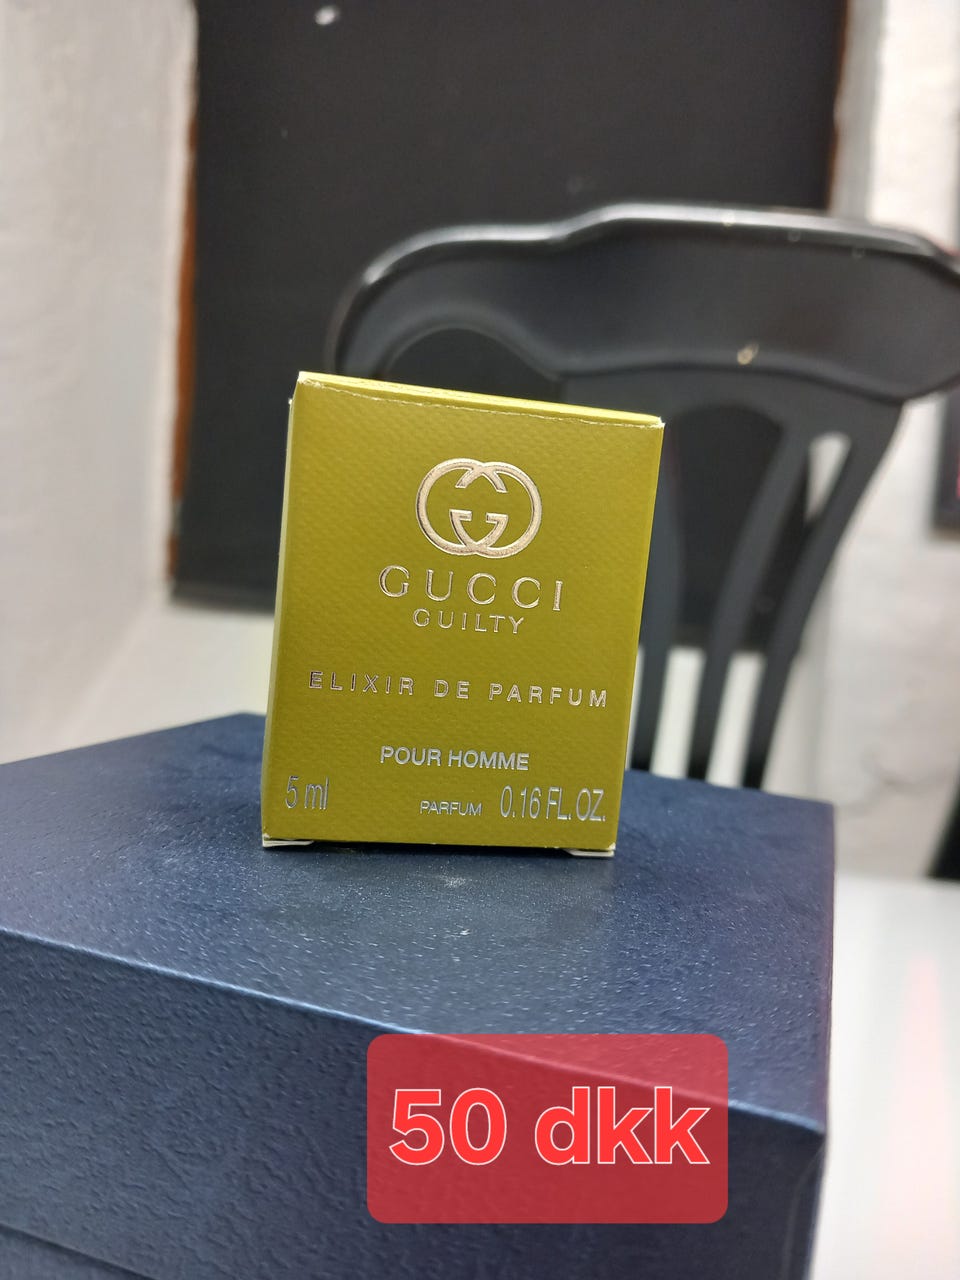 GUCCI
GUILTY
ELIXIR DE PARFUM
POUR HOMME
5 ml PARFUM 0.16 FL. OZ.
50 dkk